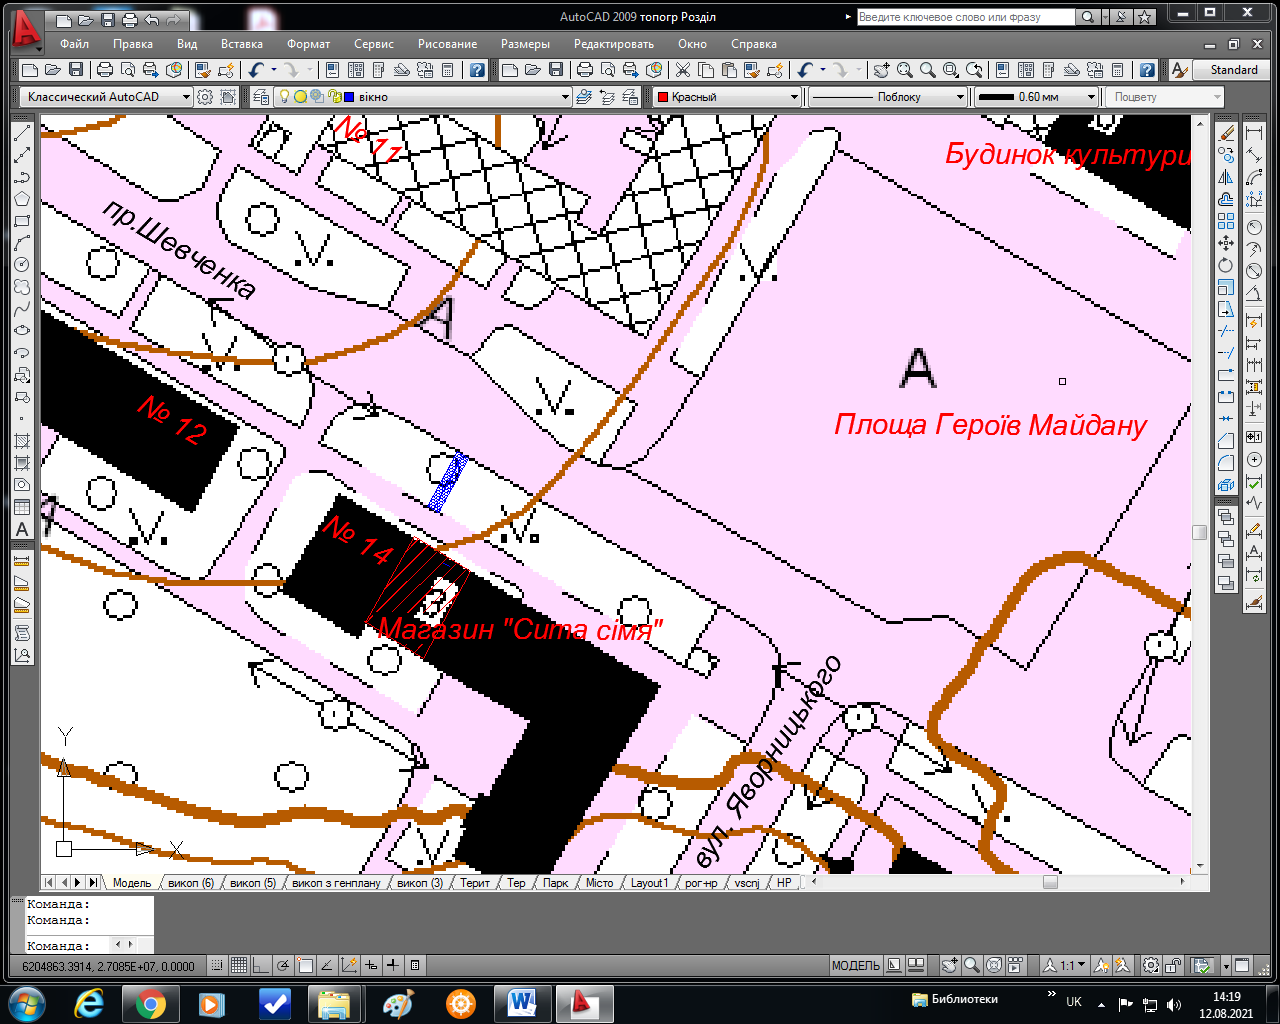 AutoCAD 2009 топогр Розділ
Введите ключевое слово или фразу
Файл Правка Вид Вставка Формат Сервис Рисование Размеры Редактировать Окно Справка
Standard
Классический AutoCAD
вікно
Красный
Поблоку
0.60 мм
Поцвету
№ 11
Будинок культури
пр.Шевченка
А
А
Площа Героїв Майдану
№ 12
№ 14
Магазин "Сита сімя"
вул. Яворницького
Y
X
Модель викоп (6) викоп (5) викоп з генплану викоп (3) Терит Тер Парк Місто Layout1 рог-нр vscnj НР
Команда:
Команда:
Команда:
6204863.3914, 2.7085E+07, 0.0000
МОДЕЛЬ
1:1
Библиотеки
»
UK
14:19
12.08.2021